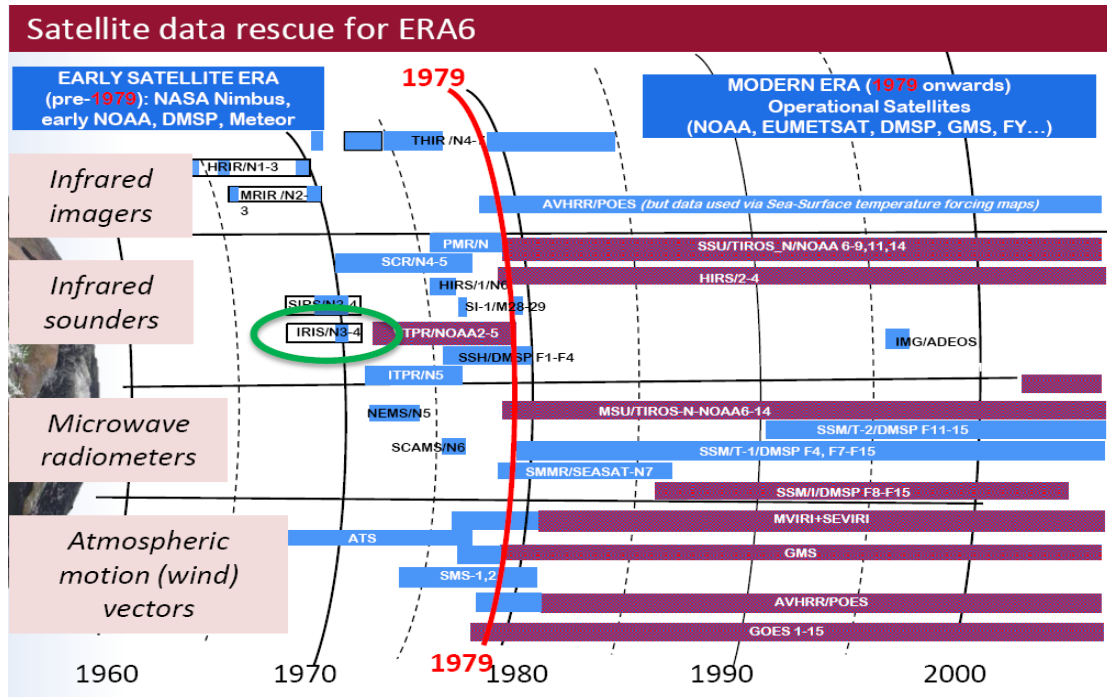 Satellite data rescue for ERA6
EARLY SATELLITE ERA
(pre-1979): NASA Nimbus,
early NOAA, DMSP, Meteor
1979
MODERN ERA (1979 onwards)
Operational Satellites
(NOAA, EUMETSAT, DMSP, GMS, FY…)
Infrared
imagers
THIR /N4-7
HRIR/N1-3
MRIR /N2-
3
AVHRR/POES (but data used via Sea-Surface temperature forcing maps)
Infrared
sounders
PMR/N
SSU/TIROS_N/NOAA 6-9,11,14
SCR/N4-5
HIRS/2-4
HIRS/1/N6
SIRS/N3-4
SI-1/M28-29
IRIS/N3-4
TPR/NOAA2-5
IMG/ADEOS
SSH/DMSP F1-F4
ITPR/N5
Microwave
radiometers
NEMS/N5
MSU/TIROS-N-NOAA6-14
SSM/T-2/DMSP F11-15
SCAMS/N6
SSM/T-1/DMSP F4, F7-F15
SMMR/SEASAT-N7
SSM/I/DMSP F8-F15
Atmospheric
motion (wind)
vectors
MVIRI+SEVIRI
ATS
GMS
SMS-1,2
AVHRR/POES
GOES 1-15
1960
1970
1979
1980
1990
2000